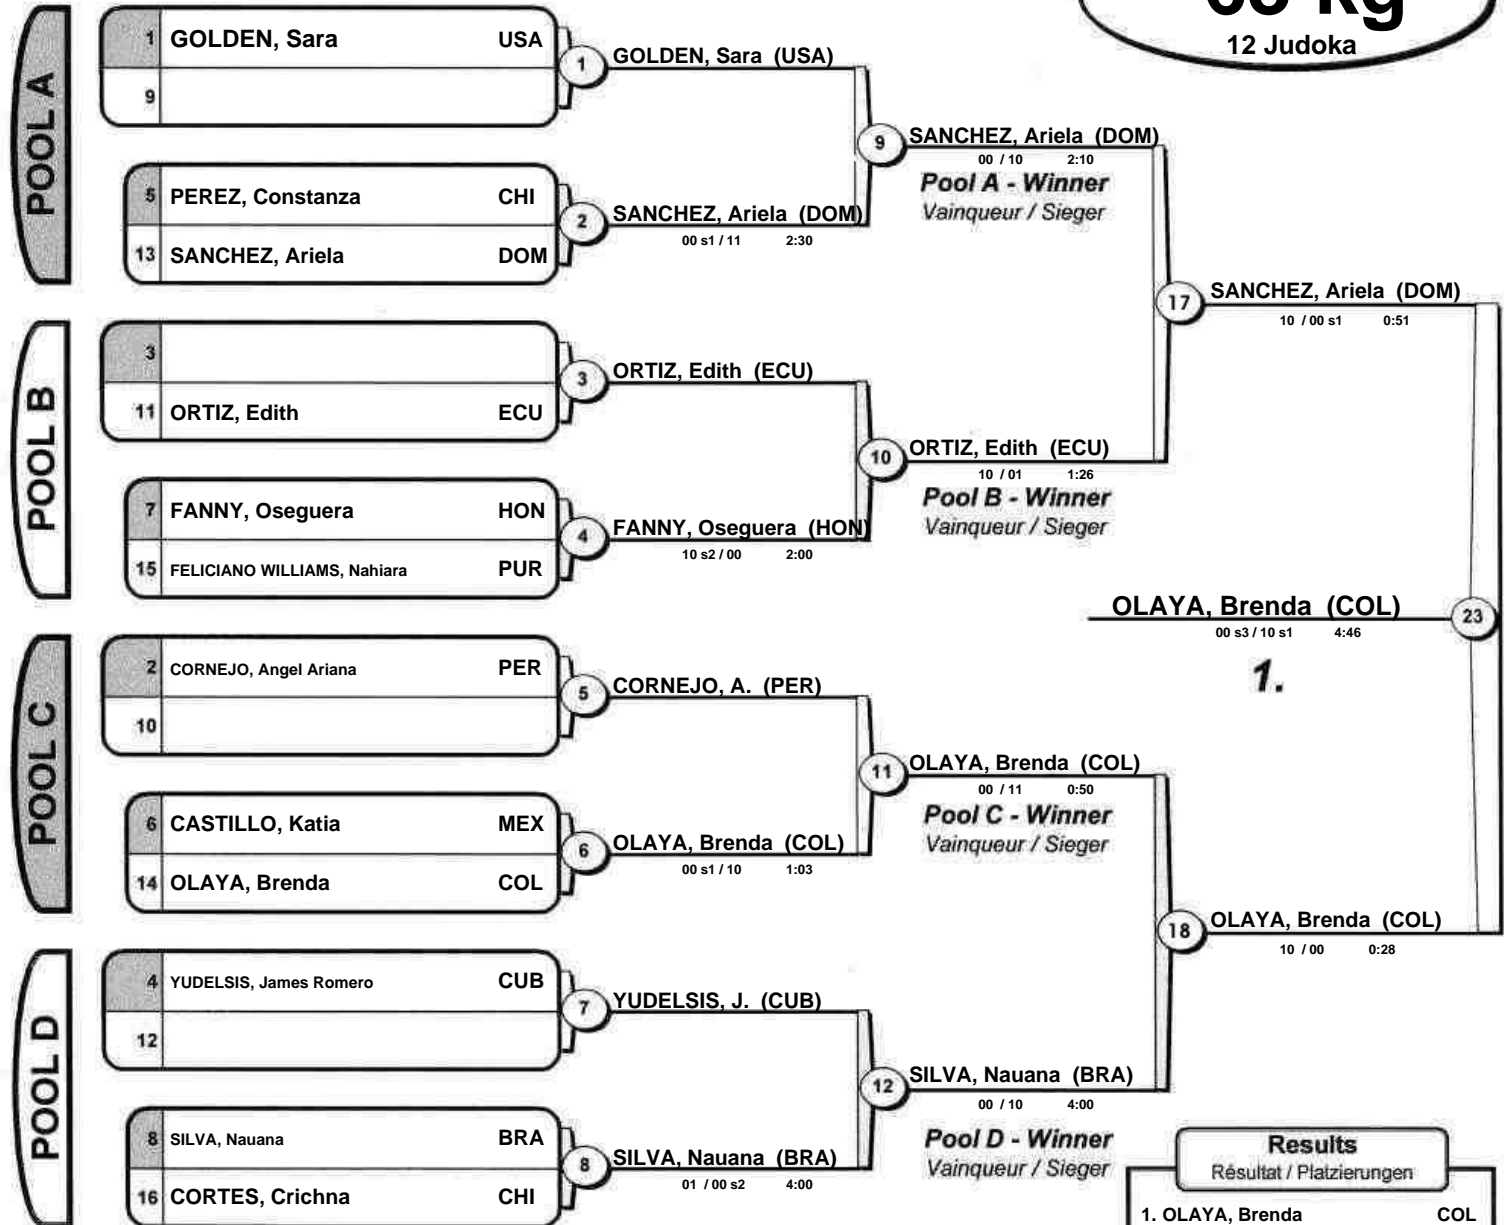 kg
12 Judoka
POOL A
1 GOLDEN, Sara USA
9
5 PEREZ, Constanza CHI
13 SANCHEZ, Ariela DOM
POOL B
3
11 ORTIZ, Edith ECU
7 FANNY, Oseguera HON
15 FELICIANO WILLIAMS, Nahiara PUR
POOL C
2 CORNEJO, Angel Ariana PER
10
6 CASTILLO, Katia MEX
14 OLAYA, Brenda COL
POOL D
4 YUDELSIS, James Romero CUB
12
8 SILVA, Nauana BRA
16 CORTES, Crichna CHI
1 GOLDEN, Sara (USA)
2 SANCHEZ, Ariela (DOM)
00 s1 / 11 2:30
3 ORTIZ, Edith (ECU)
4 FANNY, Oseguera (HON)
10 s2 / 00 2:00
5 CORNEJO, A. (PER)
6 OLAYA, Brenda (COL)
00 s1 / 10 1:03
7 YUDELSIS, J. (CUB)
8 SILVA, Nauana (BRA)
01 / 00 s2 4:00
9 SANCHEZ, Ariela (DOM)
00 / 10 2:10
Pool A - Winner
Vainqueur / Sieger
10 ORTIZ, Edith (ECU)
10 / 01 1:26
Pool B - Winner
Vainqueur / Sieger
11 OLAYA, Brenda (COL)
00 / 11 0:50
Pool C - Winner
Vainqueur / Sieger
12 SILVA, Nauana (BRA)
00 / 10 4:00
Pool D - Winner
Vainqueur / Sieger
17 SANCHEZ, Ariela (DOM)
10 / 00 s1 0:51
18 OLAYA, Brenda (COL)
10 / 00 0:28
OLAYA, Brenda (COL) 23
00 s3 / 10 s1 4:46
1.
Results
Résultat / Platzierungen
1. OLAYA, Brenda COL